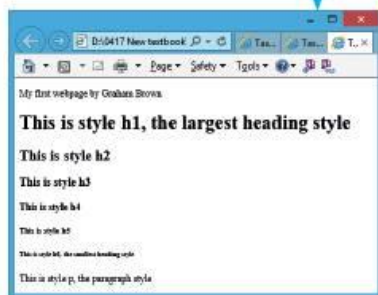 D:\0417 New textbook
Tas... Tas... T...
Page Safety Tools
My first webpage by Graham Brown
This is style h1, the largest heading style
This is style h2
This is style h3
This is style h4
This is style h5
This is style h6, the smallest heading style
This is style p, the paragraph style